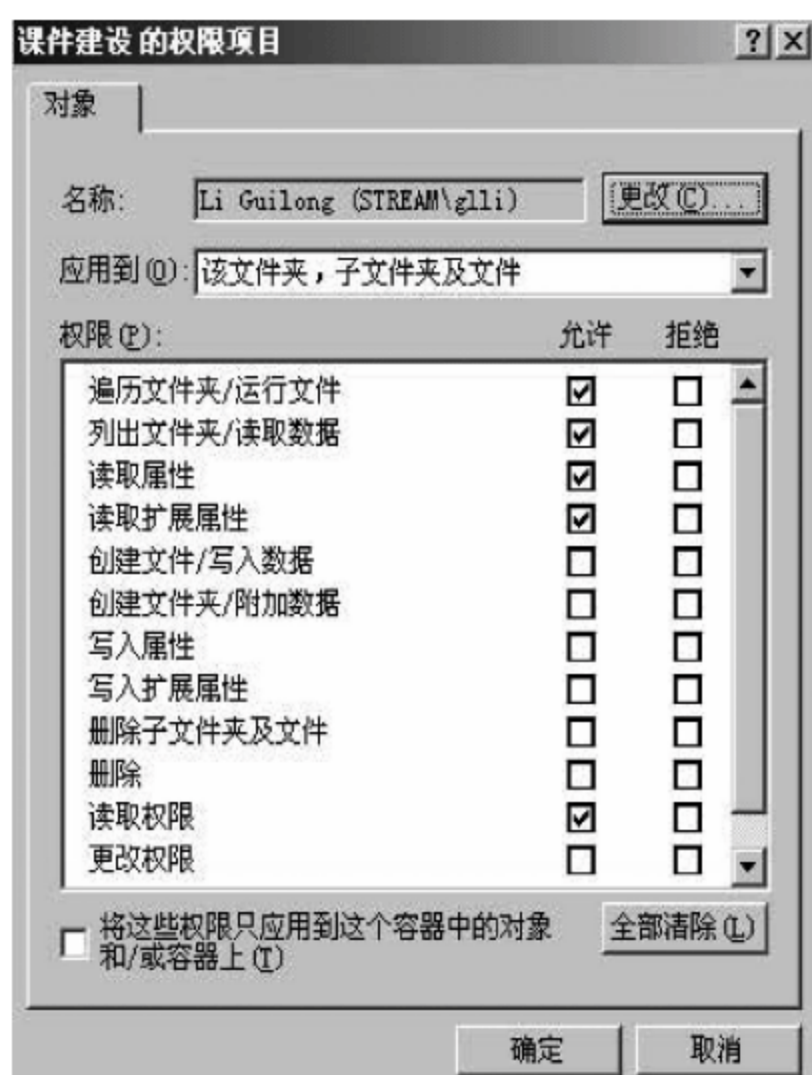 课件建设 的权限项目
对象
名称: Li Guilong (STREAM\glli) 更改(C)...
应用到(O): 该文件夹，子文件夹及文件
权限(P): 允许 拒绝
遍历文件夹/运行文件
列出文件夹/读取数据
读取属性
读取扩展属性
创建文件/写入数据
创建文件夹/附加数据
写入属性
写入扩展属性
删除子文件夹及文件
删除
读取权限
更改权限
将这些权限只应用到这个容器中的对象
和/或容器上(T)
全部清除(L)
确定 取消